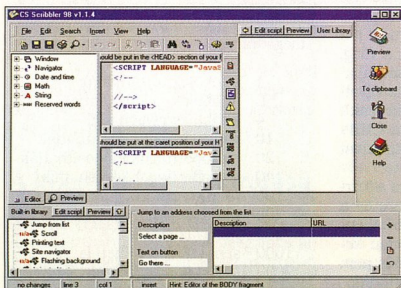 CS Scribbler 98 v1.1.4
File Edit Search Insert View Help
Edit script Preview User Library
Window
Navigator
Date and time
Math
String
Reserved words
ould be put in the <HEAD> section of your H
<SCRIPT LANGUAGE="JavaS
<!--
//-->
</script>
should be put at the caret position of your H
<SCRIPT LANGUAGE="Jav
<!--
Preview
To clipboard
Close
Help
Editor Preview
Built-in library Edit script Preview
Jump from list
n/a Scroll
Printing text
Site navigator
n/a Flashing background
Jump to an address choosed from the list
Description
Select a page ...
Text on button
Go there ...
Description URL
no changes line 3 col 1 insert Hint: Editor of the BODY fragment